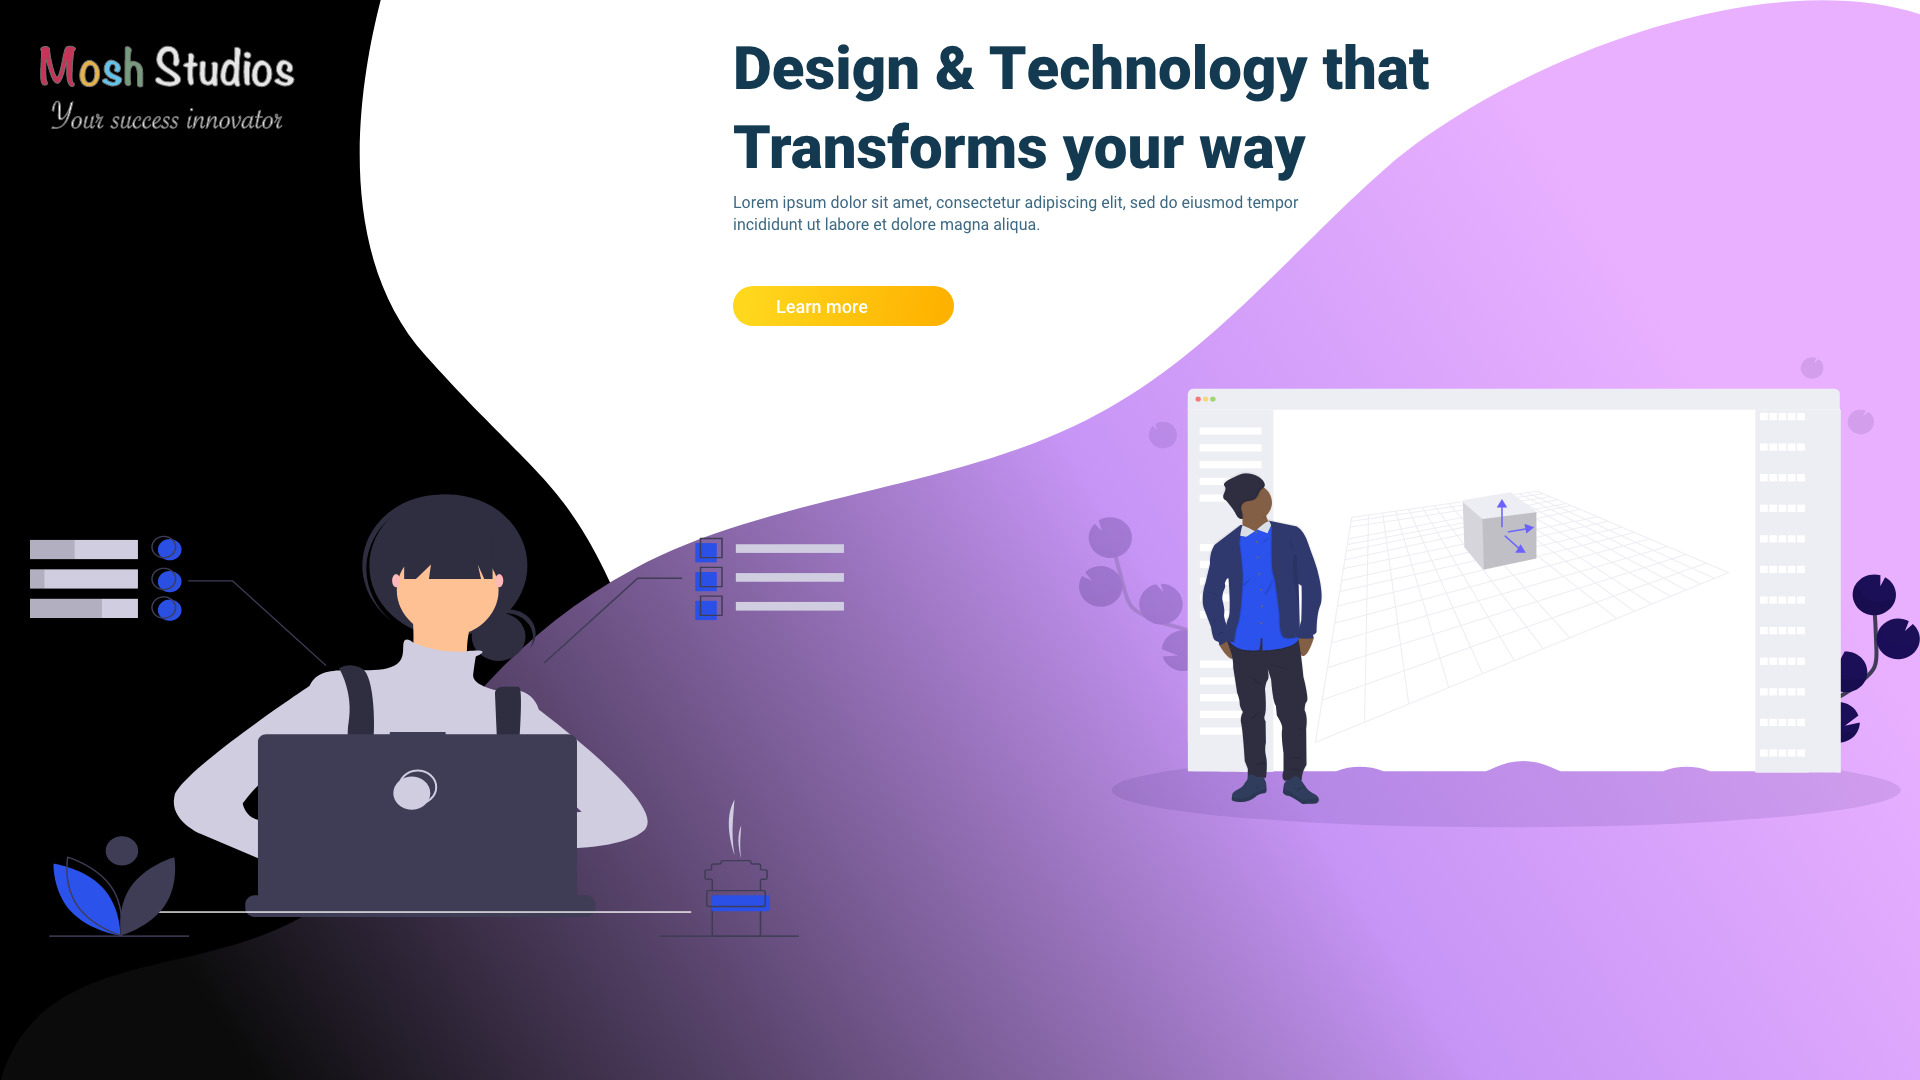 Mosh Studios
Your success innovator
Design & Technology that
Transforms your way
Lorem ipsum dolor sit amet, consectetur adipiscing elit, sed do eiusmod tempor
incididunt ut labore et dolore magna aliqua.
Learn more